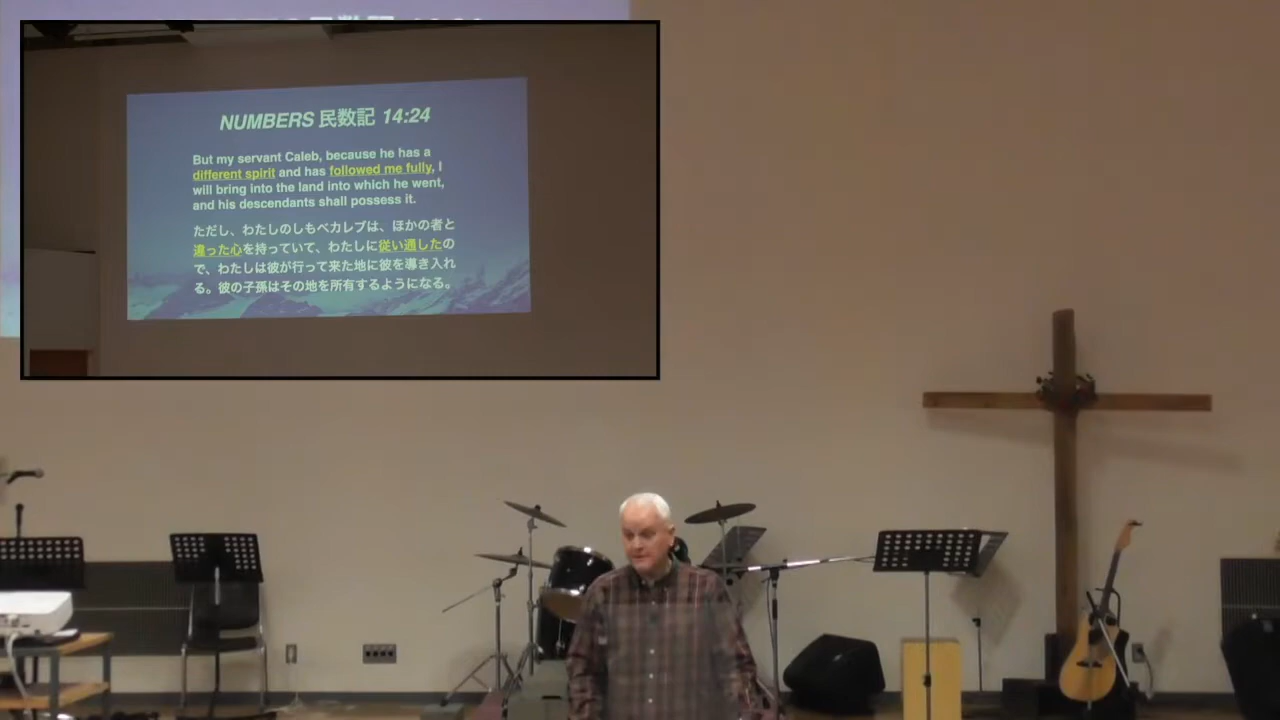 NUMBERS 民数記 14:24
But my servant Caleb, because he has a
different spirit and has followed me fully, I
will bring into the land into which he went,
and his descendants shall possess it.
ただし、わたしのしもべカレブは、ほかの者と
違った心を持っていて、わたしに従い通したの
で、わたしは彼が行って来た地に彼を導き入れ
る。彼の子孫はその地を所有するようになる。